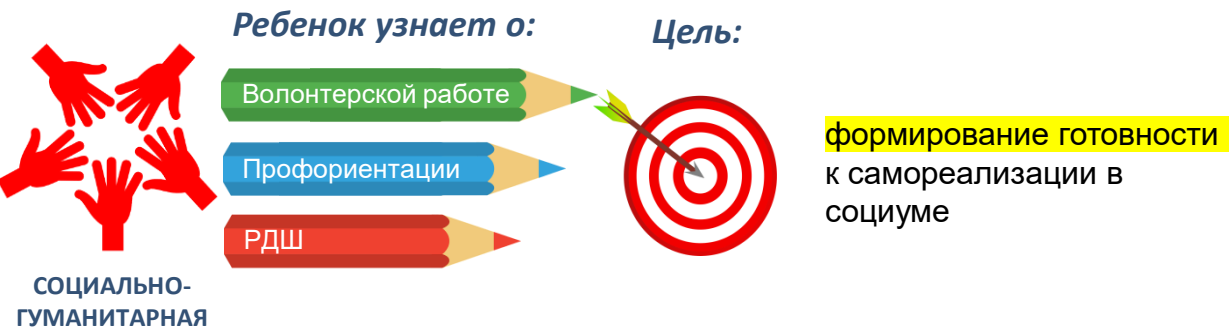 Ребенок узнает о:
Цель:
Волонтерской работе
Профориентации
РДШ
формирование готовности
к самореализации в
социуме
СОЦИАЛЬНО-
ГУМАНИТАРНАЯ